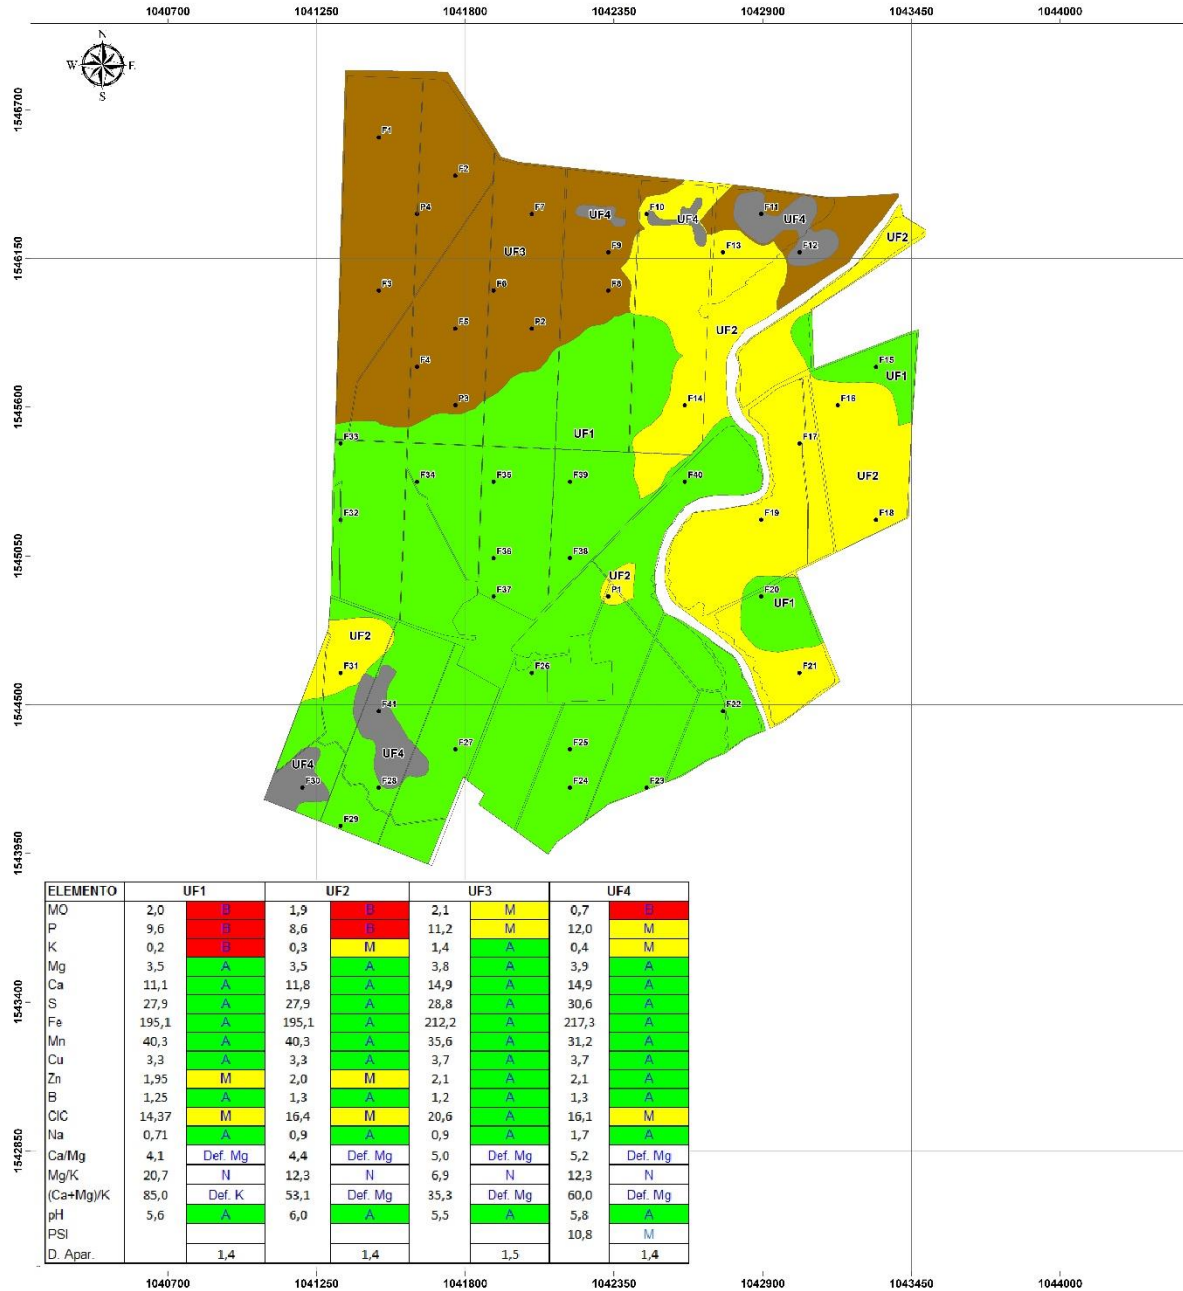 1040700 1041250 1041800 1042350 1042900 1043450 1044000
N
W E
S
1546700
1546150
1545600
1545050
1544500
1543950
1543400
1542850
F1
F2
P4 F7 UF4 F10 UF4 F11 UF4
UF3 F9 F13 F12 UF2
F3 F6 F8
F5 P2 UF2
F4 F15
UF1
P3 F14 F16
F33 UF1 F17
F34 F35 F39 F40 UF2
F32 F19 F18
F36 F38
UF2
F37 P1 F20
UF1
UF2
F31 F26 F21
F41 F22
UF4 F27 F25
UF4
F30 F28 F24 F23
F29
ELEMENTO UF1 UF2 UF3 UF4
MO 2,0 B 1,9 B 2,1 M 0,7 B
P 9,6 B 8,6 B 11,2 M 12,0 M
K 0,2 B 0,3 M 1,4 A 0,4 M
Mg 3,5 A 3,5 A 3,8 A 3,9 A
Ca 11,1 A 11,8 A 14,9 A 14,9 A
S 27,9 A 27,9 A 28,8 A 30,6 A
Fe 195,1 A 195,1 A 212,2 A 217,3 A
Mn 40,3 A 40,3 A 35,6 A 31,2 A
Cu 3,3 A 3,3 A 3,7 A 3,7 A
Zn 1,95 M 2,0 M 2,1 A 2,1 A
B 1,25 A 1,3 A 1,2 A 1,3 A
CIC 14,37 M 16,4 M 20,6 A 16,1 M
Na 0,71 A 0,9 A 0,9 A 1,7 A
Ca/Mg 4,1 Def. Mg 4,4 Def. Mg 5,0 Def. Mg 5,2 Def. Mg
Mg/K 20,7 N 12,3 N 6,9 N 12,3 N
(Ca+Mg)/K 85,0 Def. K 53,1 Def. Mg 35,3 Def. Mg 60,0 Def. Mg
pH 5,6 A 6,0 A 5,5 A 5,8 A
PSI 10,8 M
D. Apar. 1,4 1,4 1,5 1,4
1040700 1041250 1041800 1042350 1042900 1043450 1044000